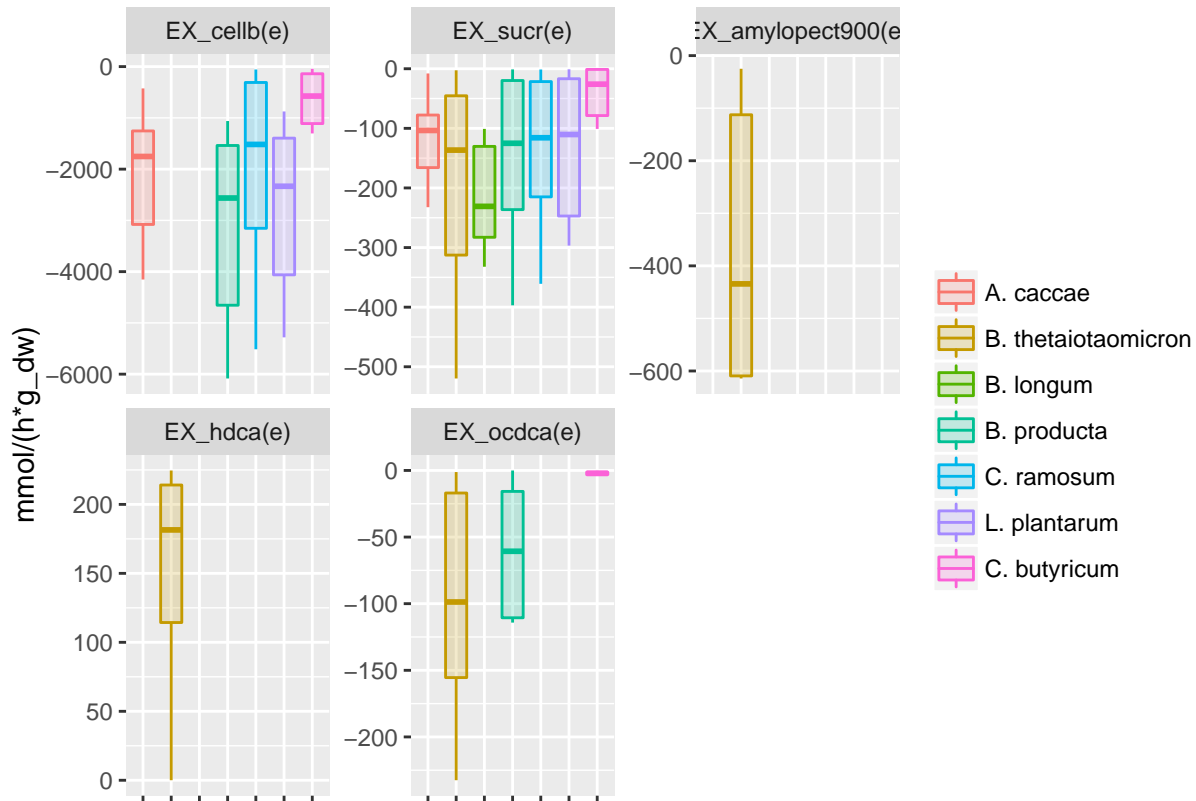 EX_cellb(e)
EX_sucr(e)
EX_amylopect900(e
0
−2000
−4000
−6000
0
−100
−200
−300
−400
−500
0
−200
−400
−600
mmol/(h*g_dw)
EX_hdca(e)
EX_ocdca(e)
200
150
100
50
0
0
−50
−100
−150
−200
A. caccae
B. thetaiotaomicron
B. longum
B. producta
C. ramosum
L. plantarum
C. butyricum